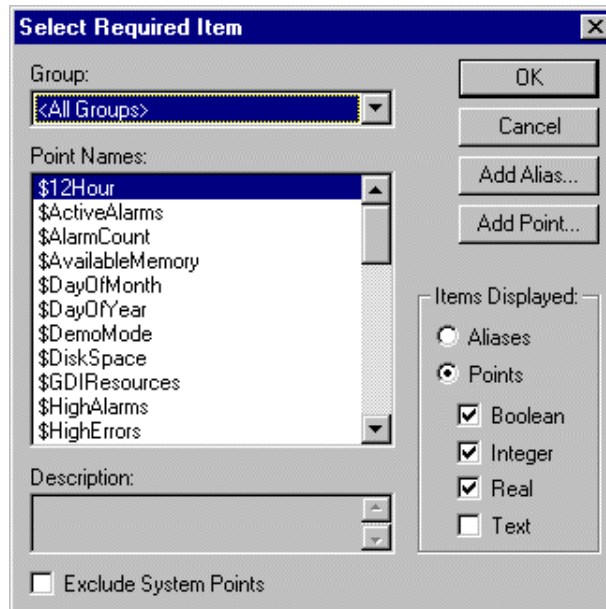 Select Required Item
Group:
<All Groups>
Point Names:
$12Hour
$ActiveAlarms
$AlarmCount
$AvailableMemory
$DayOfMonth
$DayOfYear
$DemoMode
$DiskSpace
$GDIResources
$HighAlarms
$HighErrors
Description:
Exclude System Points
OK
Cancel
Add Alias...
Add Point...
Items Displayed:
Aliases
Points
Boolean
Integer
Real
Text